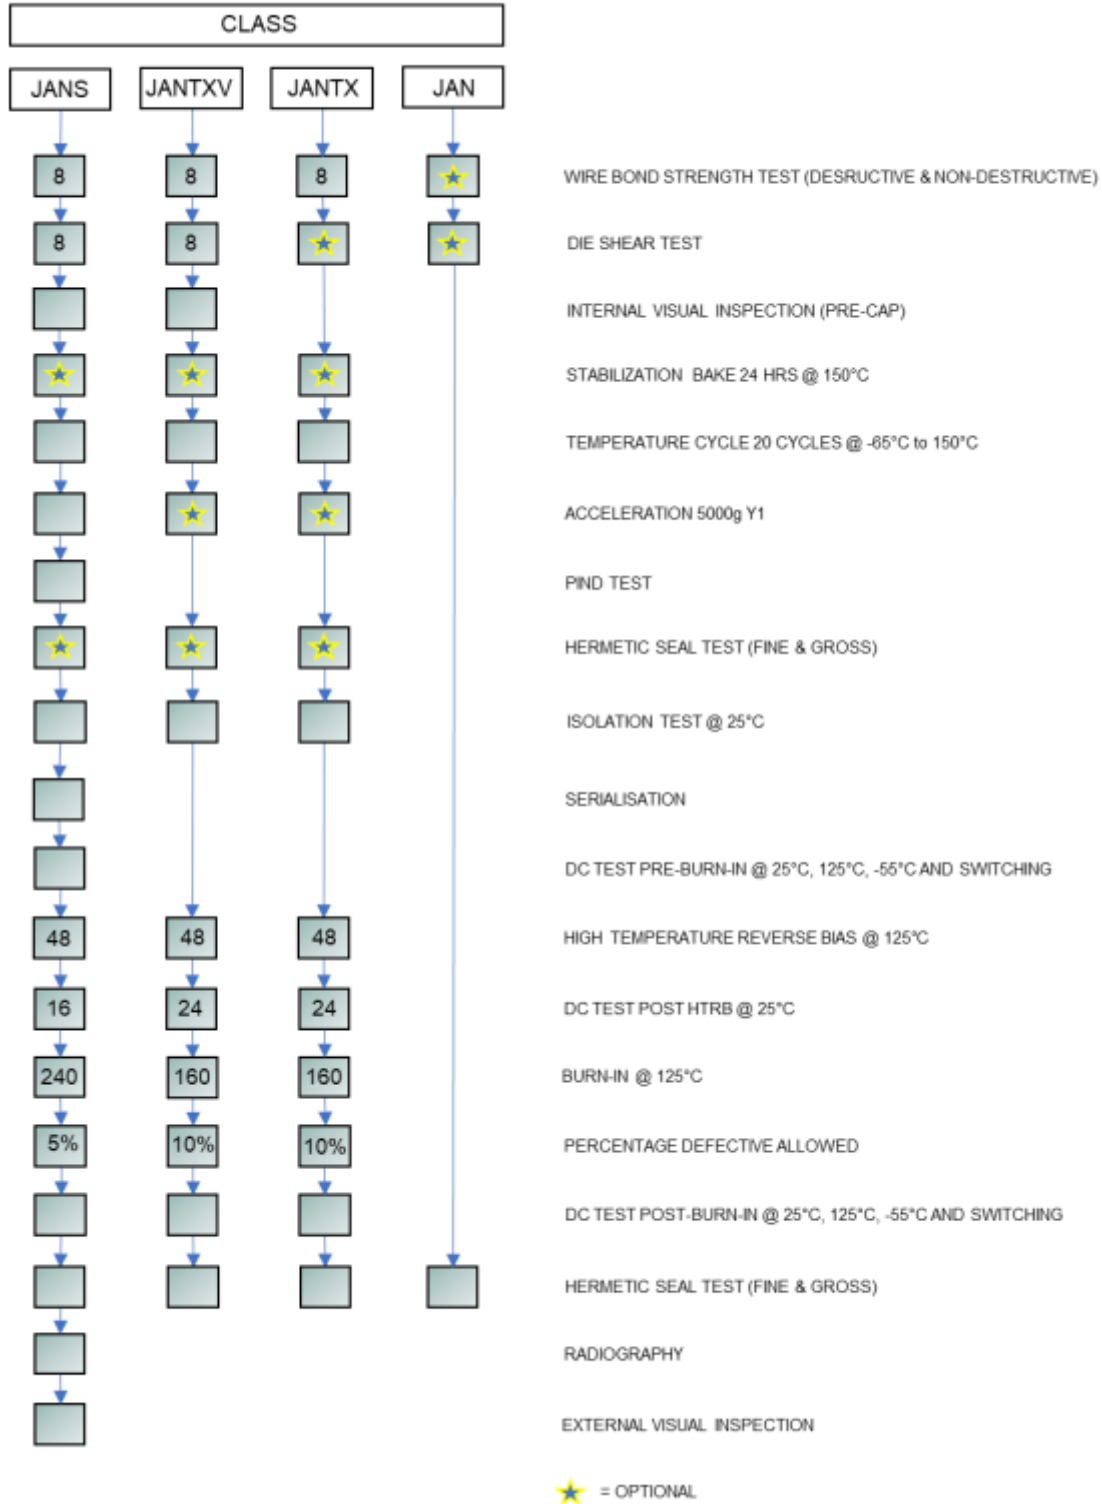 CLASS
JANS JANTXV JANTX JAN
8 8 8 WIRE BOND STRENGTH TEST (DESRUCTIVE & NON-DESTRUCTIVE)
8 8 DIE SHEAR TEST
INTERNAL VISUAL INSPECTION (PRE-CAP)
STABILIZATION BAKE 24 HRS @ 150°C
TEMPERATURE CYCLE 20 CYCLES @ -65°C to 150°C
ACCELERATION 5000g Y1
PIND TEST
HERMETIC SEAL TEST (FINE & GROSS)
ISOLATION TEST @ 25°C
SERIALISATION
DC TEST PRE-BURN-IN @ 25°C, 125°C, -55°C AND SWITCHING
48 48 48 HIGH TEMPERATURE REVERSE BIAS @ 125°C
16 24 24 DC TEST POST HTRB @ 25°C
240 160 160 BURN-IN @ 125°C
5% 10% 10% PERCENTAGE DEFECTIVE ALLOWED
DC TEST POST-BURN-IN @ 25°C, 125°C, -55°C AND SWITCHING
HERMETIC SEAL TEST (FINE & GROSS)
RADIOGRAPHY
EXTERNAL VISUAL INSPECTION
= OPTIONAL